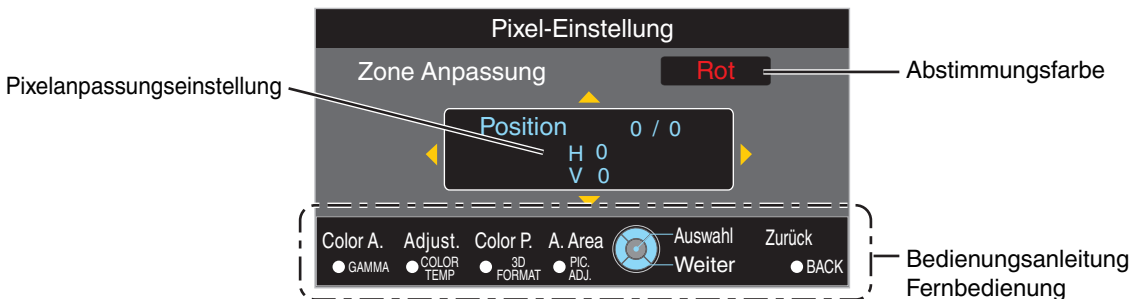 Pixel-Einstellung
Zone Anpassung
Rot
Abstimmungsfarbe
Pixelanpassungseinstellung
Position 0 / 0
H 0
V 0
Color A. Adjust. Color P. A. Area Auswahl Zurück
GAMMA COLOR TEMP 3D FORMAT PIC. ADJ. Weiter BACK
Bedienungsanleitung
Fernbedienung